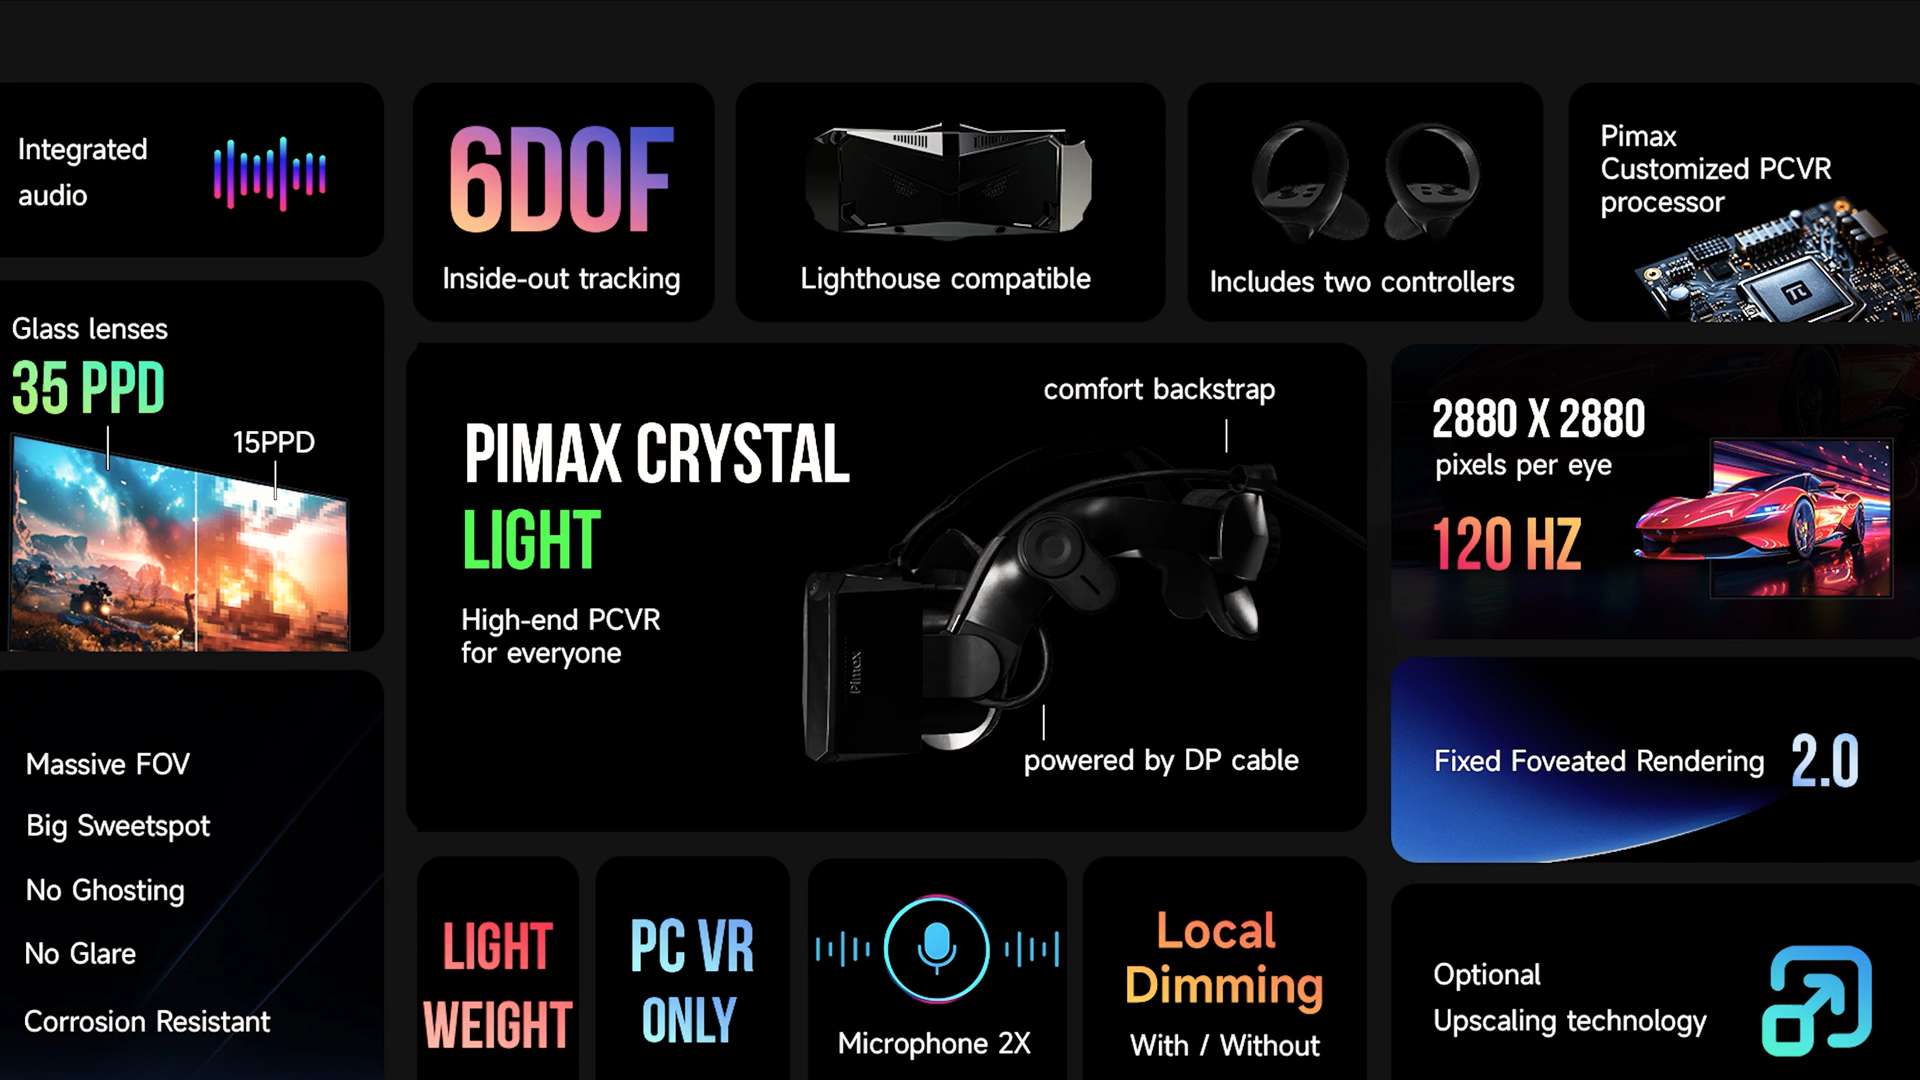 Integrated
audio
6DOF
Inside-out tracking
Lighthouse compatible
Includes two controllers
Pimax
Customized PCVR
processor
Glass lenses
35 PPD
15PPD
PIMAX CRYSTAL
LIGHT
High-end PCVR
for everyone
comfort backstrap
Pimax
powered by DP cable
2880 X 2880
pixels per eye
120 HZ
Fixed Foveated Rendering 2.0
Massive FOV
Big Sweetspot
No Ghosting
No Glare
Corrosion Resistant
LIGHT
WEIGHT
PC VR
ONLY
Microphone 2X
Local
Dimming
With / Without
Optional
Upscaling technology